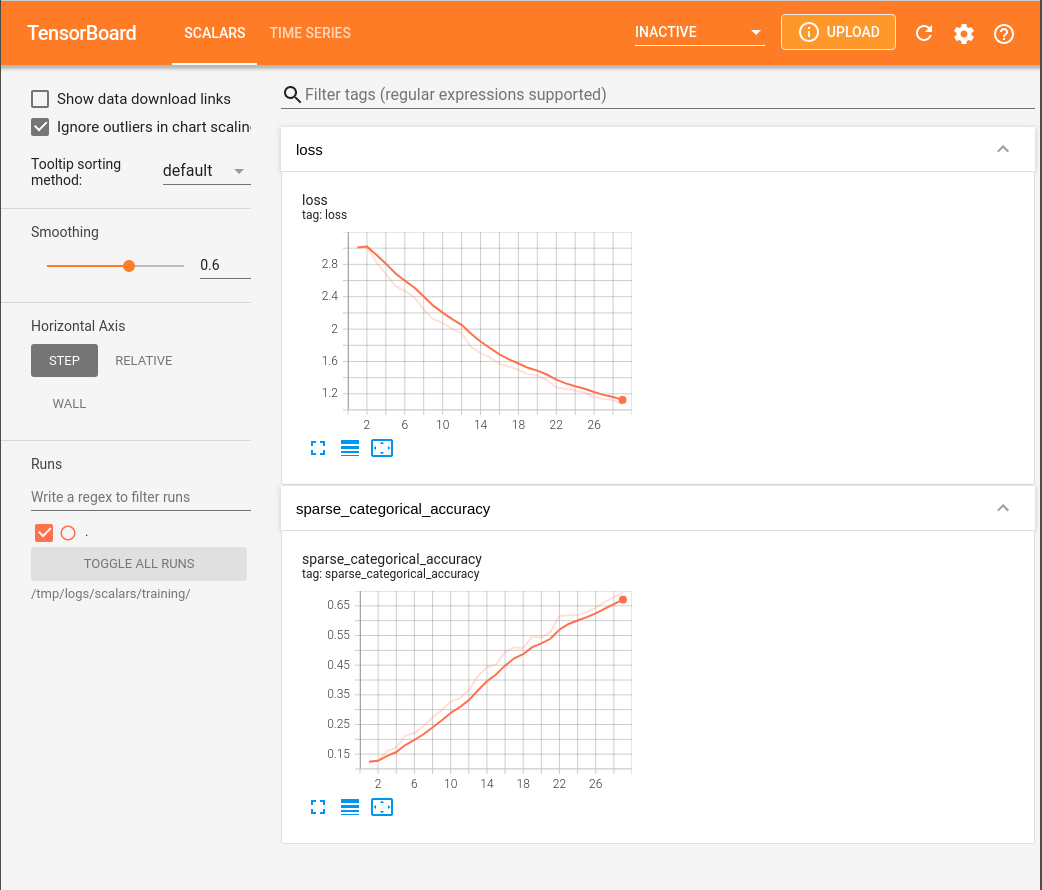 TensorBoard SCALARS TIME SERIES INACTIVE UPLOAD
Show data download links
Ignore outliers in chart scalin
Tooltip sorting
method:
default
Smoothing
0.6
Horizontal Axis
STEP RELATIVE
WALL
Runs
Write a regex to filter runs
.
TOGGLE ALL RUNS
/tmp/logs/scalars/training/
Filter tags (regular expressions supported)
loss
loss
tag: loss
2.8
2.4
2
1.6
1.2
2 6 10 14 18 22 26
sparse_categorical_accuracy
sparse_categorical_accuracy
tag: sparse_categorical_accuracy
0.65
0.55
0.45
0.35
0.25
0.15
2 6 10 14 18 22 26